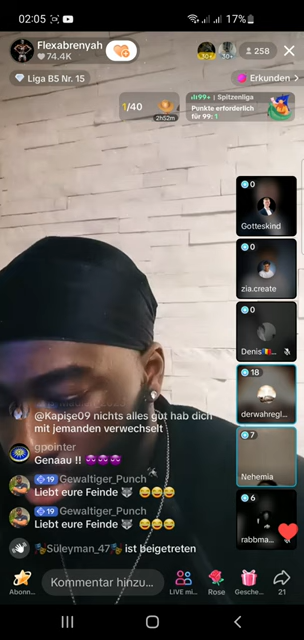 02:05
17%
Flexabrenyah
74.4K
30+
258
Liga B5 Nr. 15
Erkunden >
1/40
2h52m
99+ | Spitzenliga
Punkte erforderlich
für 99: 1
0
Gotteskind
0
zia.create
0
Denis
18
derwahregl...
7
Nehemia
6
rabbma...
@Kapişe09 nichts alles gut hab dich
mit jemanden verwechselt
gpointer
Genaau !! 😈😈😈
19 Gewaltiger_Punch
Liebt eure Feinde 🐺 😂😂😂
19 Gewaltiger_Punch
Liebt eure Feinde 🐺 😂😂😂
Süleyman_47 ist beigetreten
Abonn...
Kommentar hinzu...
LIVE mi...
Rose
Gesche...
21